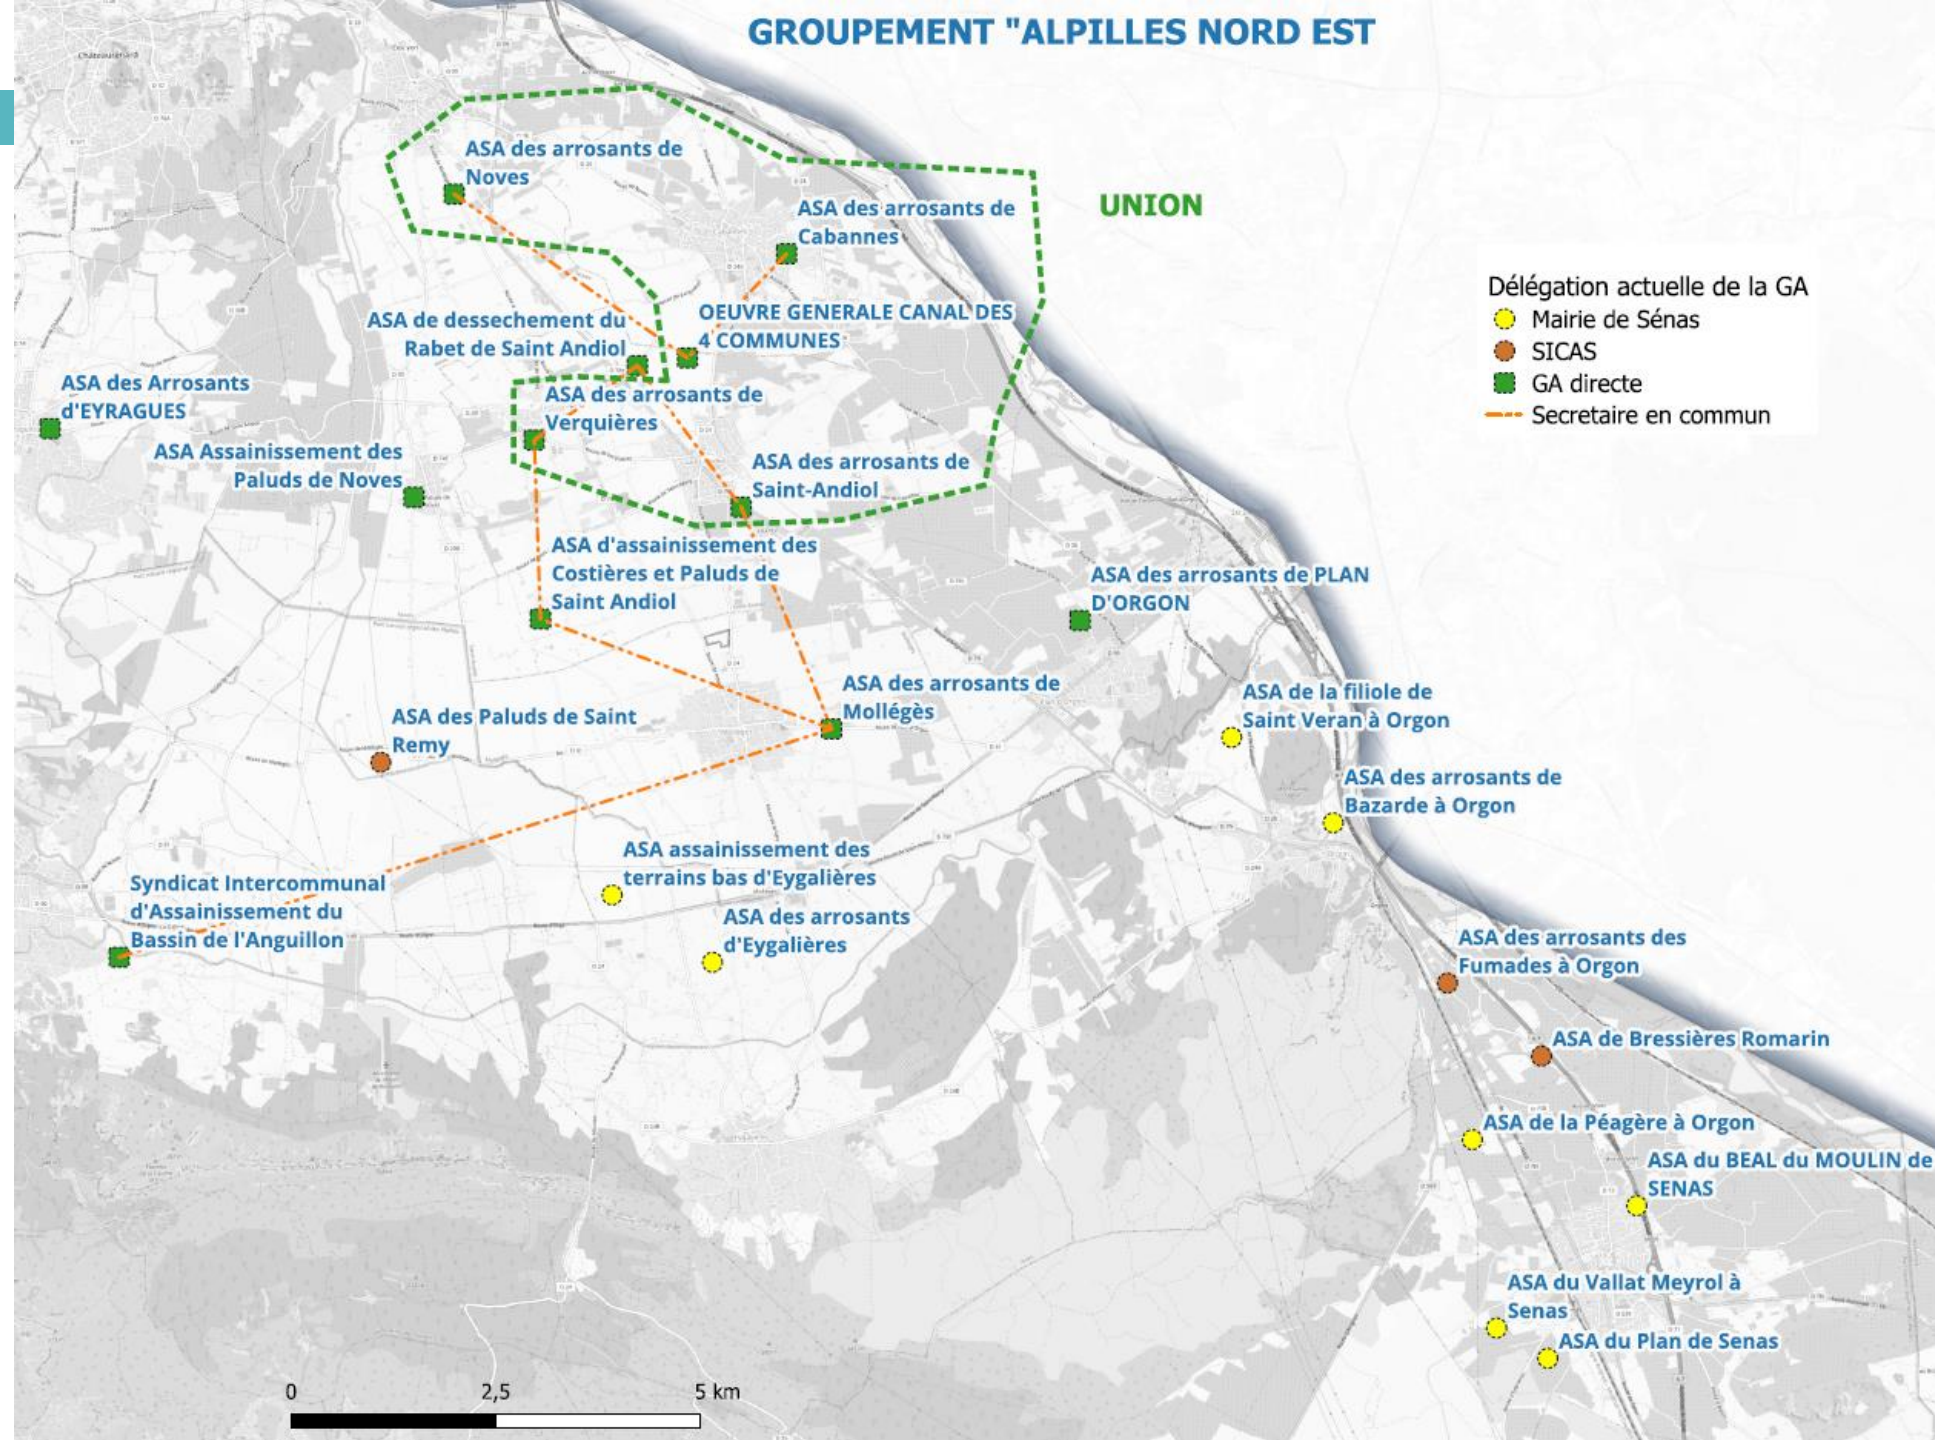 GROUPEMENT "ALPILLES NORD EST
Châteaurenard
ASA des arrosants de
Noves
UNION
ASA des arrosants de
Cabannes
Délégation actuelle de la GA
Mairie de Sénas
SICAS
GA directe
Secretaire en commun
OEUVRE GENERALE CANAL DES
4 COMMUNES
ASA de dessechement du
Rabet de Saint Andiol
ASA des Arrosants
d'EYRAGUES
ASA des arrosants de
Verquières
ASA Assainissement des
Paluds de Noves
ASA des arrosants de
Saint-Andiol
ASA d'assainissement des
Costières et Paluds de
Saint Andiol
ASA des arrosants de PLAN
D'ORGON
ASA des arrosants de
Mollégès
ASA de la filiole de
Saint Veran à Orgon
ASA des Paluds de Saint
Remy
ASA des arrosants de
Bazarde à Orgon
ASA assainissement des
terrains bas d'Eygalières
Syndicat Intercommunal
d'Assainissement du
Bassin de l'Anguillon
ASA des arrosants
d'Eygalières
ASA des arrosants des
Fumades à Orgon
ASA de Bressières Romarin
ASA de la Péagère à Orgon
ASA du BEAL du MOULIN de
SENAS
ASA du Vallat Meyrol à
Senas
ASA du Plan de Senas
0 2,5 5 km